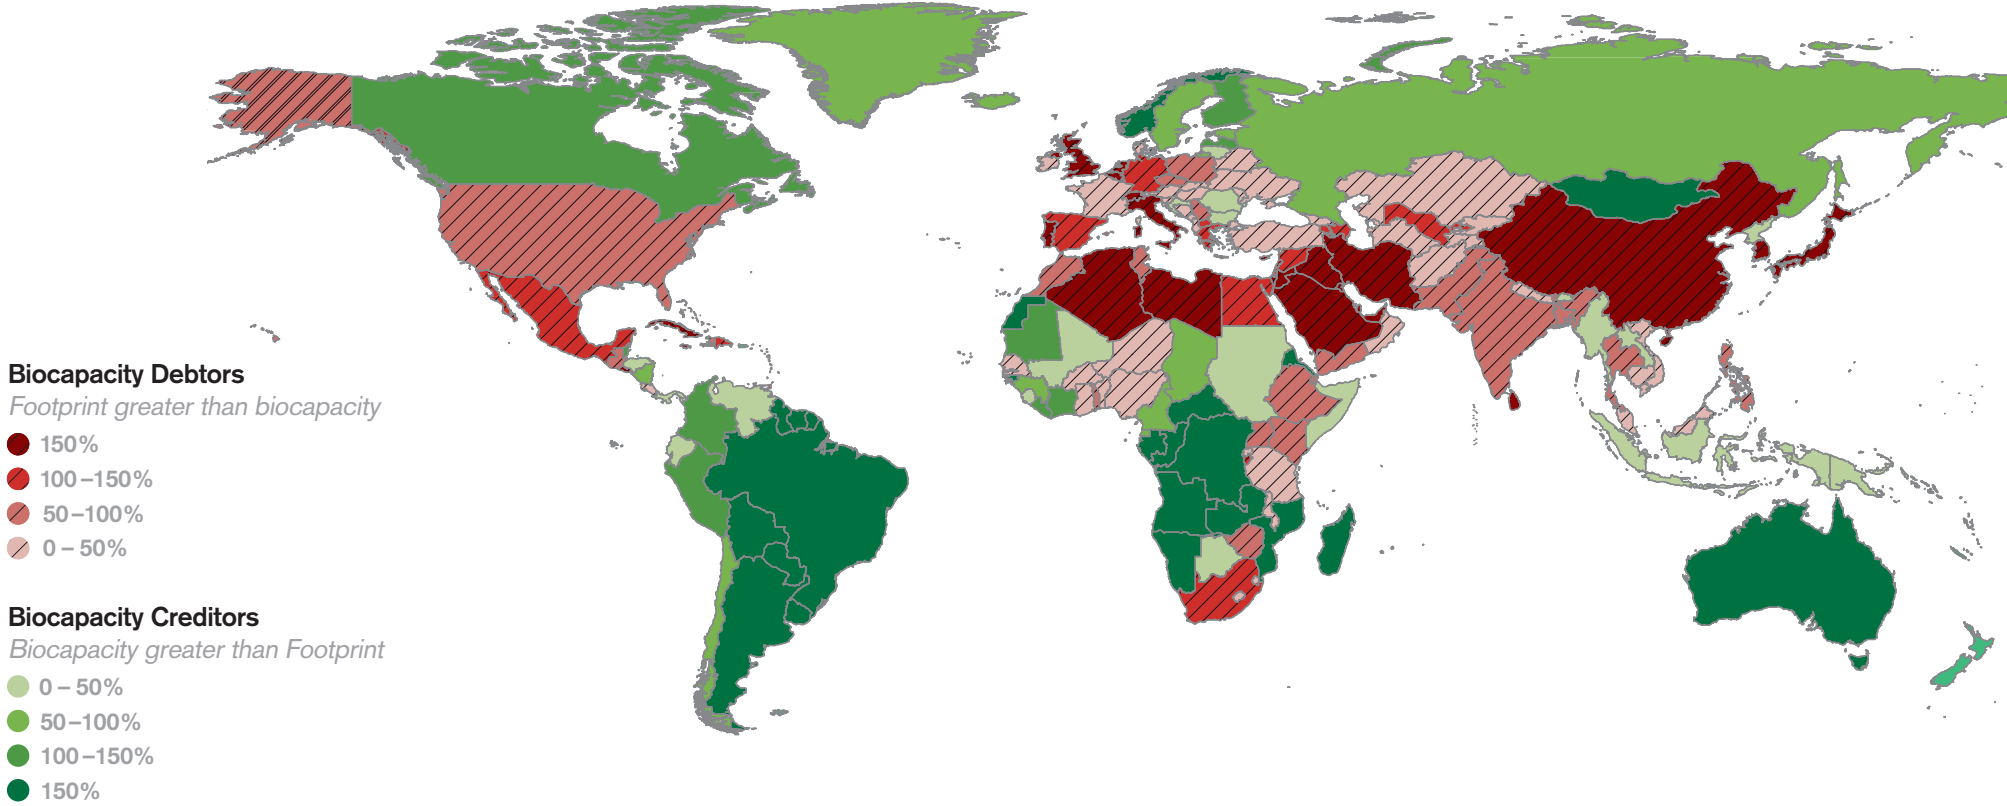 Biocapacity Debtors
Footprint greater than biocapacity
150%
100–150%
50–100%
0–50%
Biocapacity Creditors
Biocapacity greater than Footprint
0–50%
50–100%
100–150%
150%